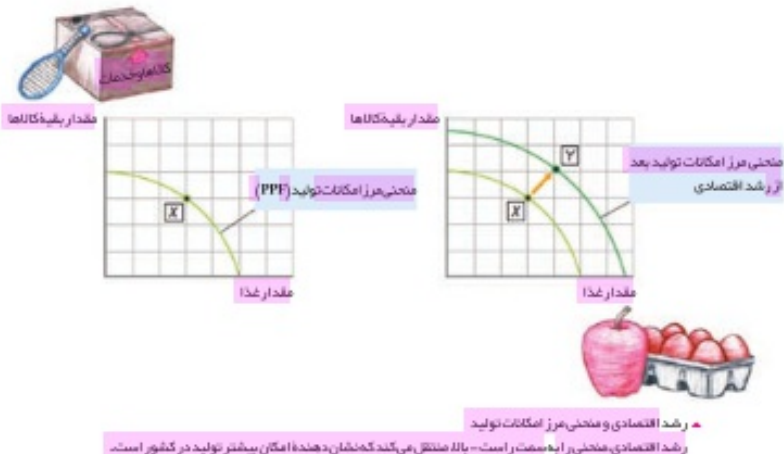 کالاها و خدمات
مقدار بقیهٔ کالاها
منحنی مرز امکانات تولید (PPF)
X
مقدار غذا
مقدار بقیهٔ کالاها
Y
منحنی مرز امکانات تولید بعد
از رشد اقتصادی
X
مقدار غذا
رشد اقتصادی و منحنی مرز امکانات تولید
رشد اقتصادی منحنی را به سمت راست - بالا منتقل می‌کند که نشان دهندهٔ امکان بیشتر تولید در کشور است.